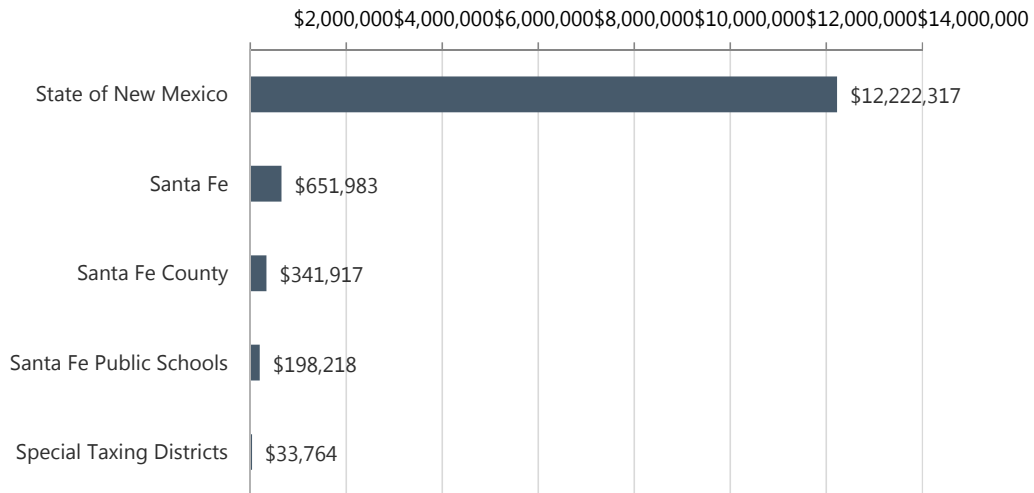 $2,000,000$4,000,000$6,000,000$8,000,000$10,000,000$12,000,000$14,000,000
State of New Mexico $12,222,317
Santa Fe $651,983
Santa Fe County $341,917
Santa Fe Public Schools $198,218
Special Taxing Districts $33,764